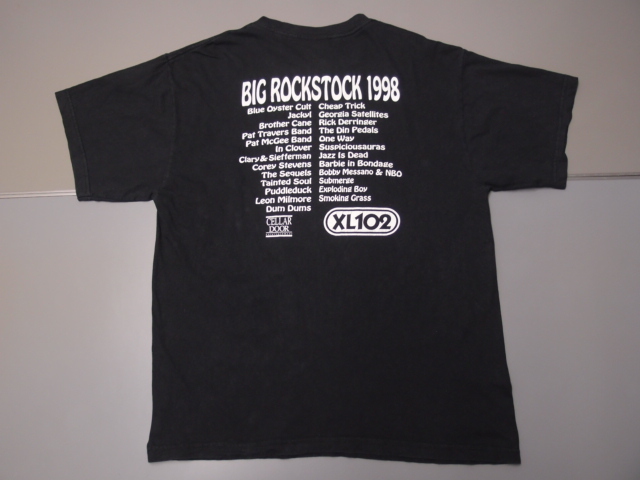 BIG ROCKSTOCK 1998
Blue Oyster Cult
Jackyl
Brother Cane
Pat Travers Band
Pat McGee Band
In Clover
Clary & Siefferman
Corey Stevens
The Sequels
Tainted Soul
Puddleduck
Leon Milmore
Dum Dums
Cheap Trick
Georgia Satellites
Rick Derringer
The Din Pedals
One Way
Suspiciousauras
Jazz Is Dead
Barbie in Bondage
Bobby Messano & NBO
Submerge
Exploding Boy
Smoking Grass
CELLAR
DOOR
XL102